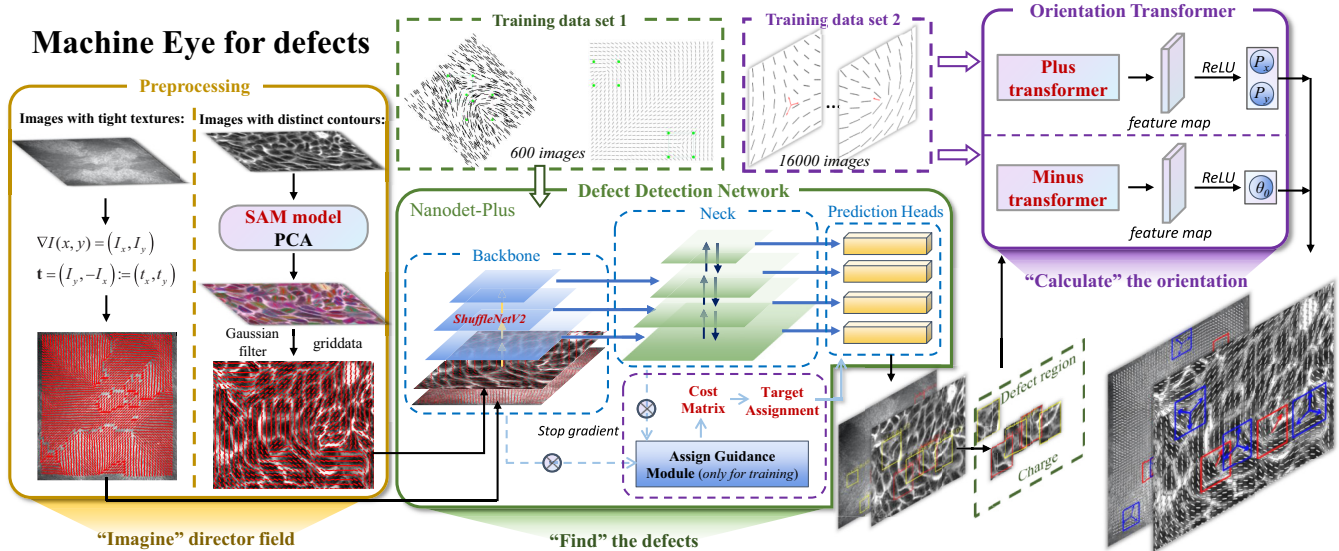 Machine Eye for defects
Preprocessing
Images with tight textures:
Images with distinct contours:
SAM model
PCA
∇I(x, y) = (I_x, I_y)
t = (I_y, −I_x) := (t_x, t_y)
Gaussian
filter
griddata
"Imagine" director field
Training data set 1
600 images
Training data set 2
...
16000 images
Defect Detection Network
Nanodet-Plus
Backbone
ShuffleNetV2
Neck
Prediction Heads
Stop gradient
Cost
Matrix
Target
Assignment
Assign Guidance
Module (only for training)
"Find" the defects
Orientation Transformer
Plus
transformer
feature map
ReLU
P_x
P_y
Minus
transformer
feature map
ReLU
θ_0
"Calculate" the orientation
Defect region
Charge